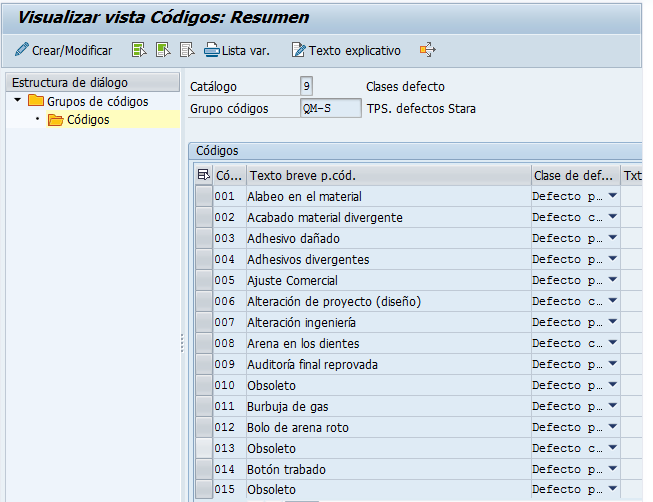 Visualizar vista Códigos: Resumen
Crear/Modificar Lista var. Texto explicativo
Estructura de diálogo
Grupos de códigos
Códigos
Catálogo 9 Clases defecto
Grupo códigos QM-S TPS. defectos Stara
Códigos
Có... Texto breve p.cód. Clase de def... Txt
001 Alabeo en el material Defecto p…
002 Acabado material divergente Defecto c…
003 Adhesivo dañado Defecto p…
004 Adhesivos divergentes Defecto p…
005 Ajuste Comercial Defecto p…
006 Alteración de proyecto (diseño) Defecto c…
007 Alteración ingeniería Defecto p…
008 Arena en los dientes Defecto c…
009 Auditoría final reprovada Defecto p…
010 Obsoleto Defecto p…
011 Burbuja de gas Defecto p…
012 Bolo de arena roto Defecto p…
013 Obsoleto Defecto c…
014 Botón trabado Defecto p…
015 Obsoleto Defecto p…